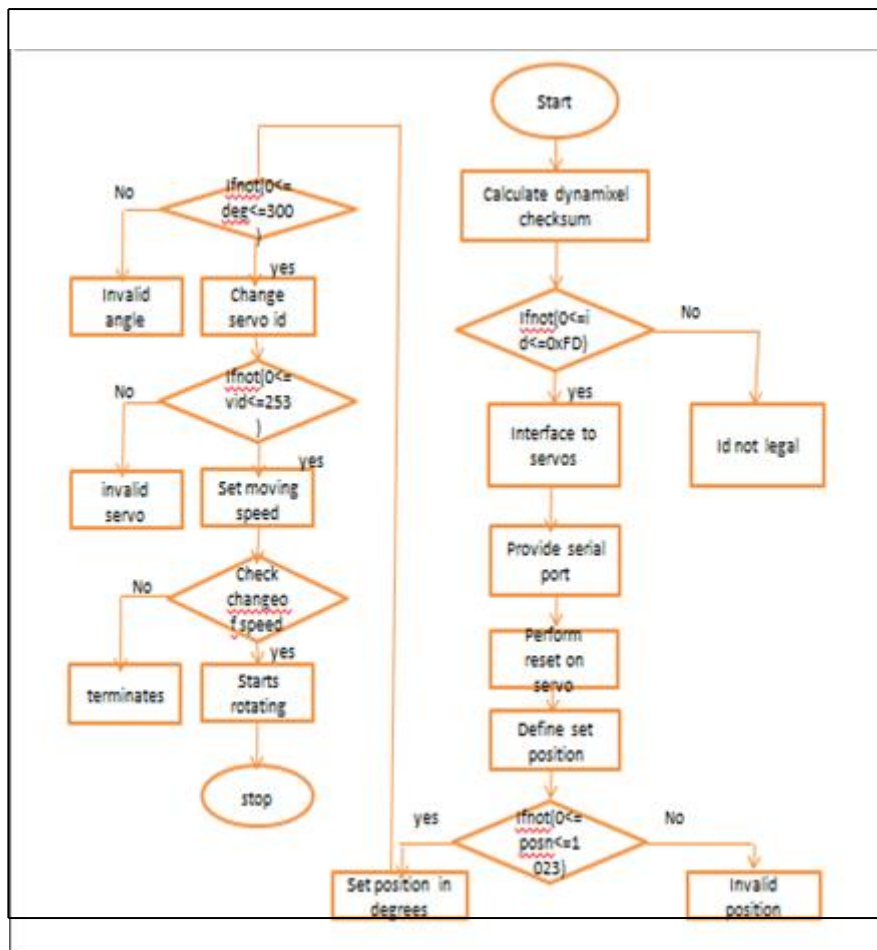 Start
Calculate dynamixel
checksum
Ifnot(0<=i
d<=0xFD)
No
yes
Interface to
servos
Id not legal
Provide serial
port
Perform
reset on
servo
Define set
position
Ifnot(0<=
posn<=1
023)
yes
No
Set position in
degrees
Invalid
position
Ifnot(0<=
deg<=300
)
No
yes
Invalid
angle
Change
servo id
Ifnot(0<=
vid<=253
)
No
yes
invalid
servo
Set moving
speed
Check
changeo
f speed
No
yes
terminates
Starts
rotating
stop